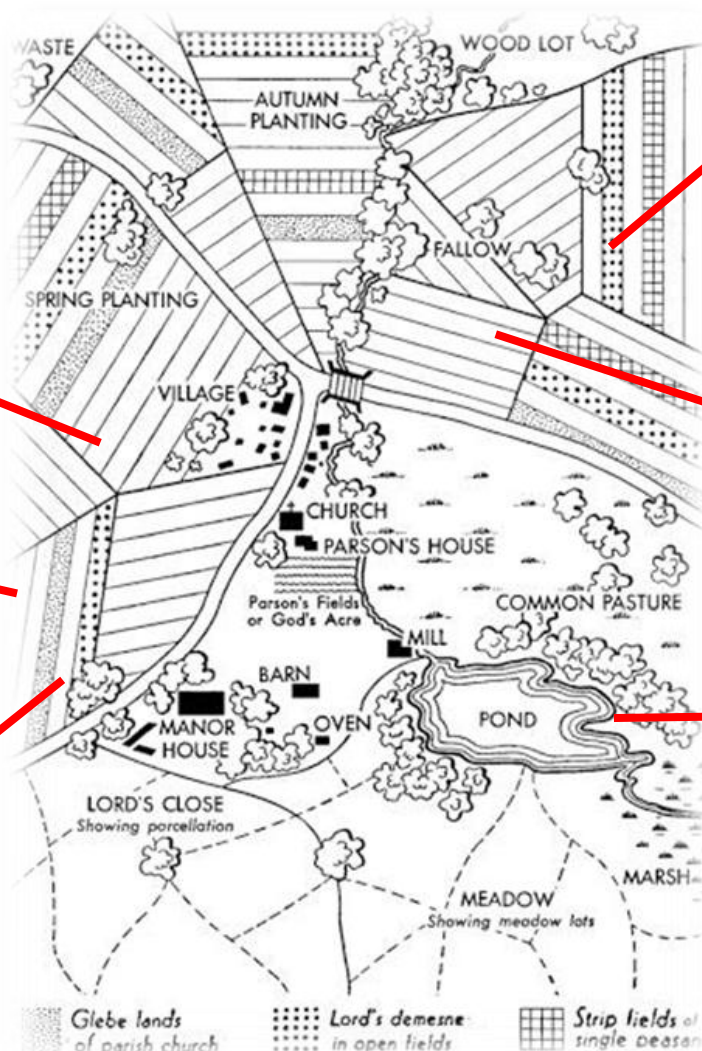 WASTE
WOOD LOT
AUTUMN
PLANTING
FALLOW
SPRING PLANTING
VILLAGE
CHURCH
PARSON'S HOUSE
Parson's Fields
or God's Acre
COMMON PASTURE
MILL
BARN
MANOR
HOUSE
OVEN
POND
LORD'S CLOSE
Showing parcellation
MARSH
MEADOW
Showing meadow lots
Glebe lands
of parish church
Lord's demesne
in open fields
Strip fields of
single peasan